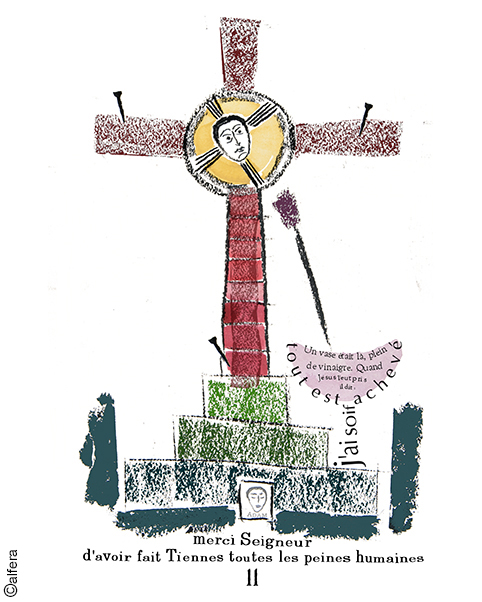 Un vase était là, plein
de vinaigre. Quand
Jésus l'eut pris
il dit:
tout est achevé
j'ai soif
ADAM
merci Seigneur
d'avoir fait Tiennes toutes les peines humaines
11
©alfera